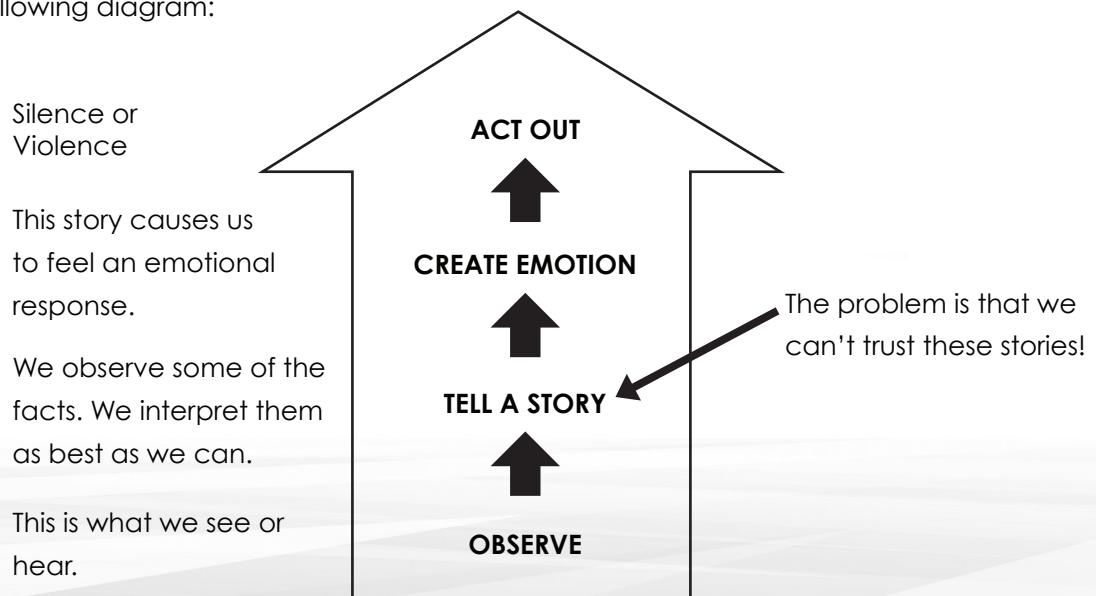 llowing diagram:
Silence or
Violence
ACT OUT
This story causes us
to feel an emotional
response.
CREATE EMOTION
The problem is that we
can’t trust these stories!
We observe some of the
facts. We interpret them
as best as we can.
TELL A STORY
This is what we see or
hear.
OBSERVE